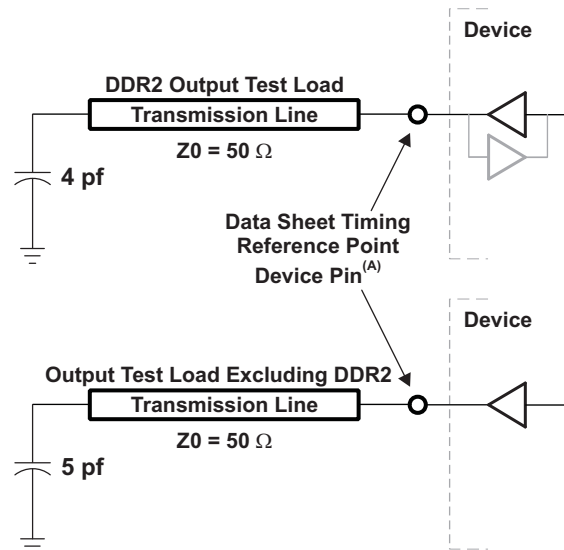 Device
DDR2 Output Test Load
Transmission Line
Z0 = 50 Ω
4 pf
Data Sheet Timing
Reference Point
Device Pin(A)
Device
Output Test Load Excluding DDR2
Transmission Line
Z0 = 50 Ω
5 pf